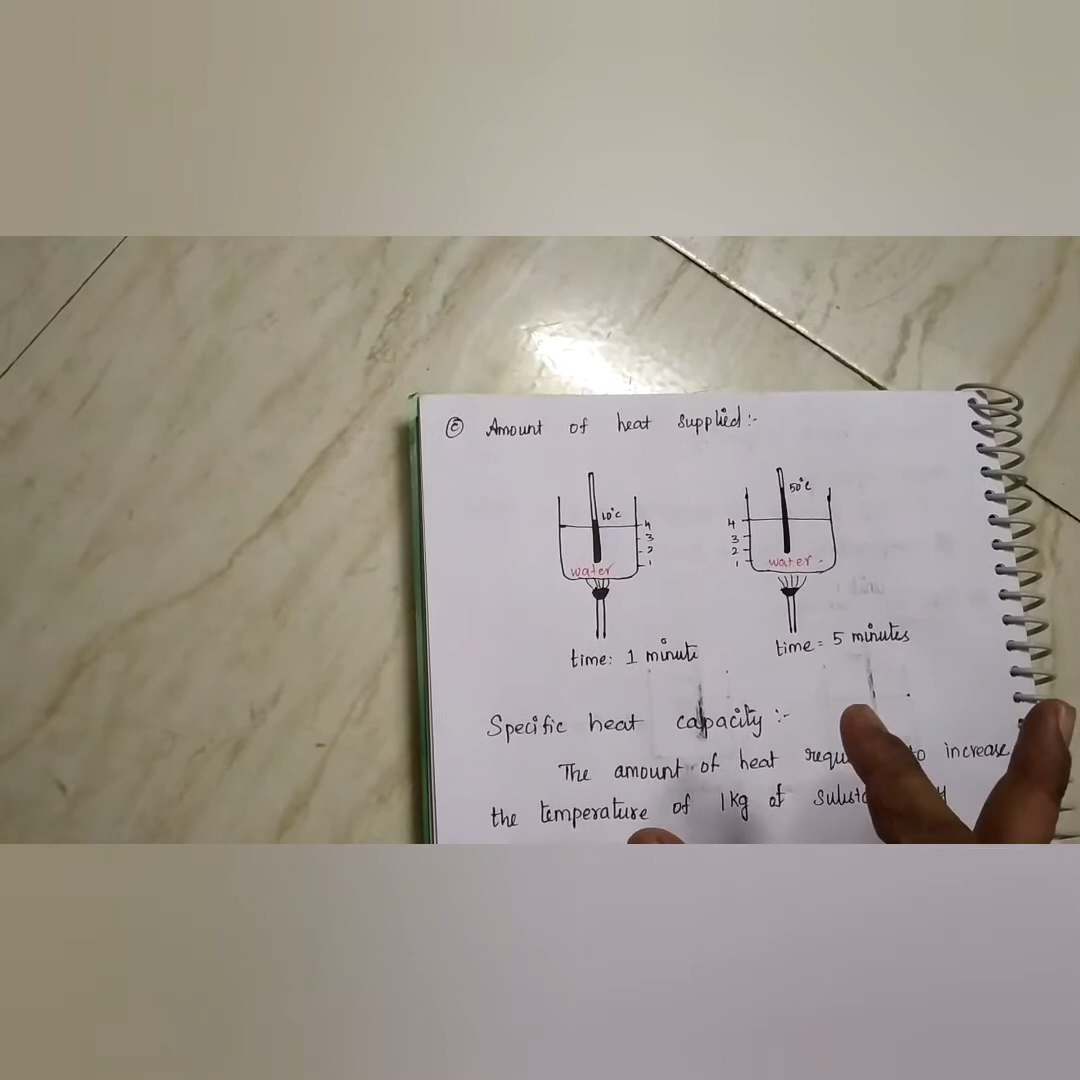 © Amount of heat supplied:-
10°C 50°C
4 4
3 3
2 2
1 1
water water
time: 1 minute time = 5 minutes
Specific heat capacity :-
The amount of heat to increase
the temperature of 1kg of